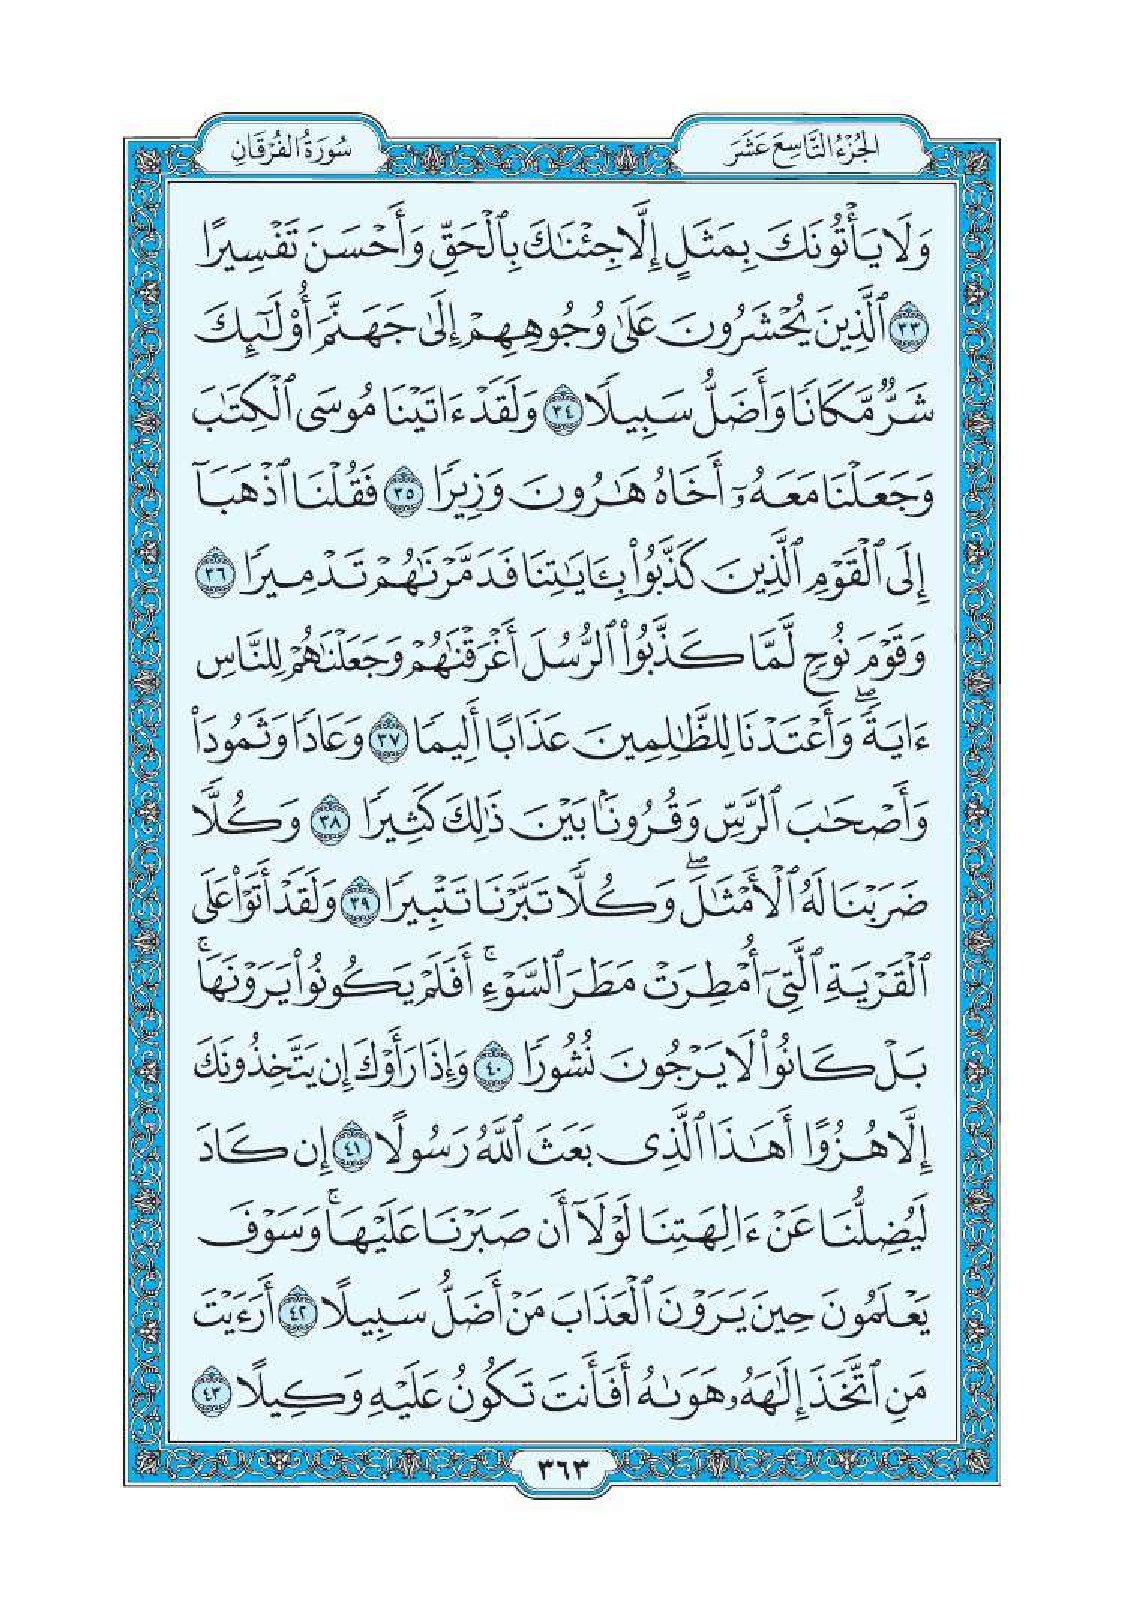 الجُزْءُ التَّاسِعَ عَشَرَ
سُورَةُ الفُرْقَانِ
وَلَا يَأْتُونَكَ بِمَثَلٍ إِلَّا جِئْنَٰكَ بِٱلْحَقِّ وَأَحْسَنَ تَفْسِيرًا
٣٣ ٱلَّذِينَ يُحْشَرُونَ عَلَىٰ وُجُوهِهِمْ إِلَىٰ جَهَنَّمَ أُو۟لَٰٓئِكَ
شَرٌّ مَّكَانًا وَأَضَلُّ سَبِيلًا ٣٤ وَلَقَدْ ءَاتَيْنَا مُوسَى ٱلْكِتَٰبَ
وَجَعَلْنَا مَعَهُۥٓ أَخَاهُ هَٰرُونَ وَزِيرًا ٣٥ فَقُلْنَا ٱذْهَبَآ
إِلَى ٱلْقَوْمِ ٱلَّذِينَ كَذَّبُوا۟ بِـَٔايَٰتِنَا فَدَمَّرْنَٰهُمْ تَدْمِيرًا ٣٦
وَقَوْمَ نُوحٍ لَّمَّا كَذَّبُوا۟ ٱلرُّسُلَ أَغْرَقْنَٰهُمْ وَجَعَلْنَٰهُمْ لِلنَّاسِ
ءَايَةً ۖ وَأَعْتَدْنَا لِلظَّٰلِمِينَ عَذَابًا أَلِيمًا ٣٧ وَعَادًا وَثَمُودَا۟
وَأَصْحَٰبَ ٱلرَّسِّ وَقُرُونًۢا بَيْنَ ذَٰلِكَ كَثِيرًا ٣٨ وَكُلًّا
ضَرَبْنَا لَهُ ٱلْأَمْثَٰلَ ۖ وَكُلًّا تَبَّرْنَا تَتْبِيرًا ٣٩ وَلَقَدْ أَتَوْا۟ عَلَى
ٱلْقَرْيَةِ ٱلَّتِىٓ أُمْطِرَتْ مَطَرَ ٱلسَّوْءِ ۚ أَفَلَمْ يَكُونُوا۟ يَرَوْنَهَا ۚ
بَلْ كَانُوا۟ لَا يَرْجُونَ نُشُورًا ٤٠ وَإِذَا رَأَوْكَ إِن يَتَّخِذُونَكَ
إِلَّا هُزُوًا أَهَٰذَا ٱلَّذِى بَعَثَ ٱللَّهُ رَسُولًا ٤١ إِن كَادَ
لَيُضِلُّنَا عَنْ ءَالِهَتِنَا لَوْلَآ أَن صَبَرْنَا عَلَيْهَا ۚ وَسَوْفَ
يَعْلَمُونَ حِينَ يَرَوْنَ ٱلْعَذَابَ مَنْ أَضَلُّ سَبِيلًا ٤٢ أَرَءَيْتَ
مَنِ ٱتَّخَذَ إِلَٰهَهُۥ هَوَىٰهُ أَفَأَنتَ تَكُونُ عَلَيْهِ وَكِيلًا ٤٣
٣٦٣